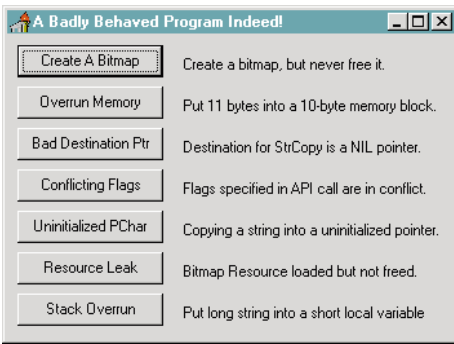 A Badly Behaved Program Indeed!
Create A Bitmap Create a bitmap, but never free it.
Overrun Memory Put 11 bytes into a 10-byte memory block.
Bad Destination Ptr Destination for StrCopy is a NIL pointer.
Conflicting Flags Flags specified in API call are in conflict.
Uninitialized PChar Copying a string into a uninitialized pointer.
Resource Leak Bitmap Resource loaded but not freed.
Stack Overrun Put long string into a short local variable